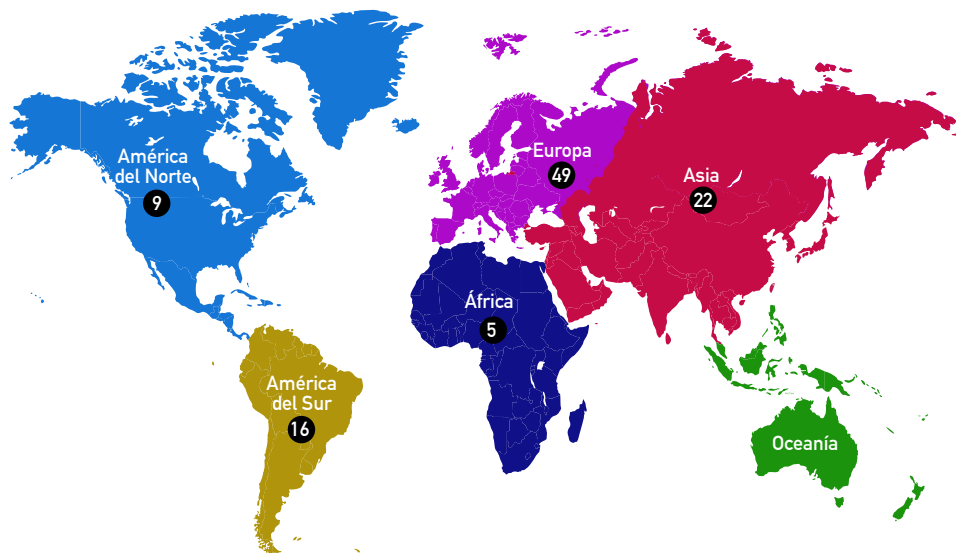 América
del Norte
9
Europa
49
Asia
22
África
5
América
del Sur
16
Oceanía